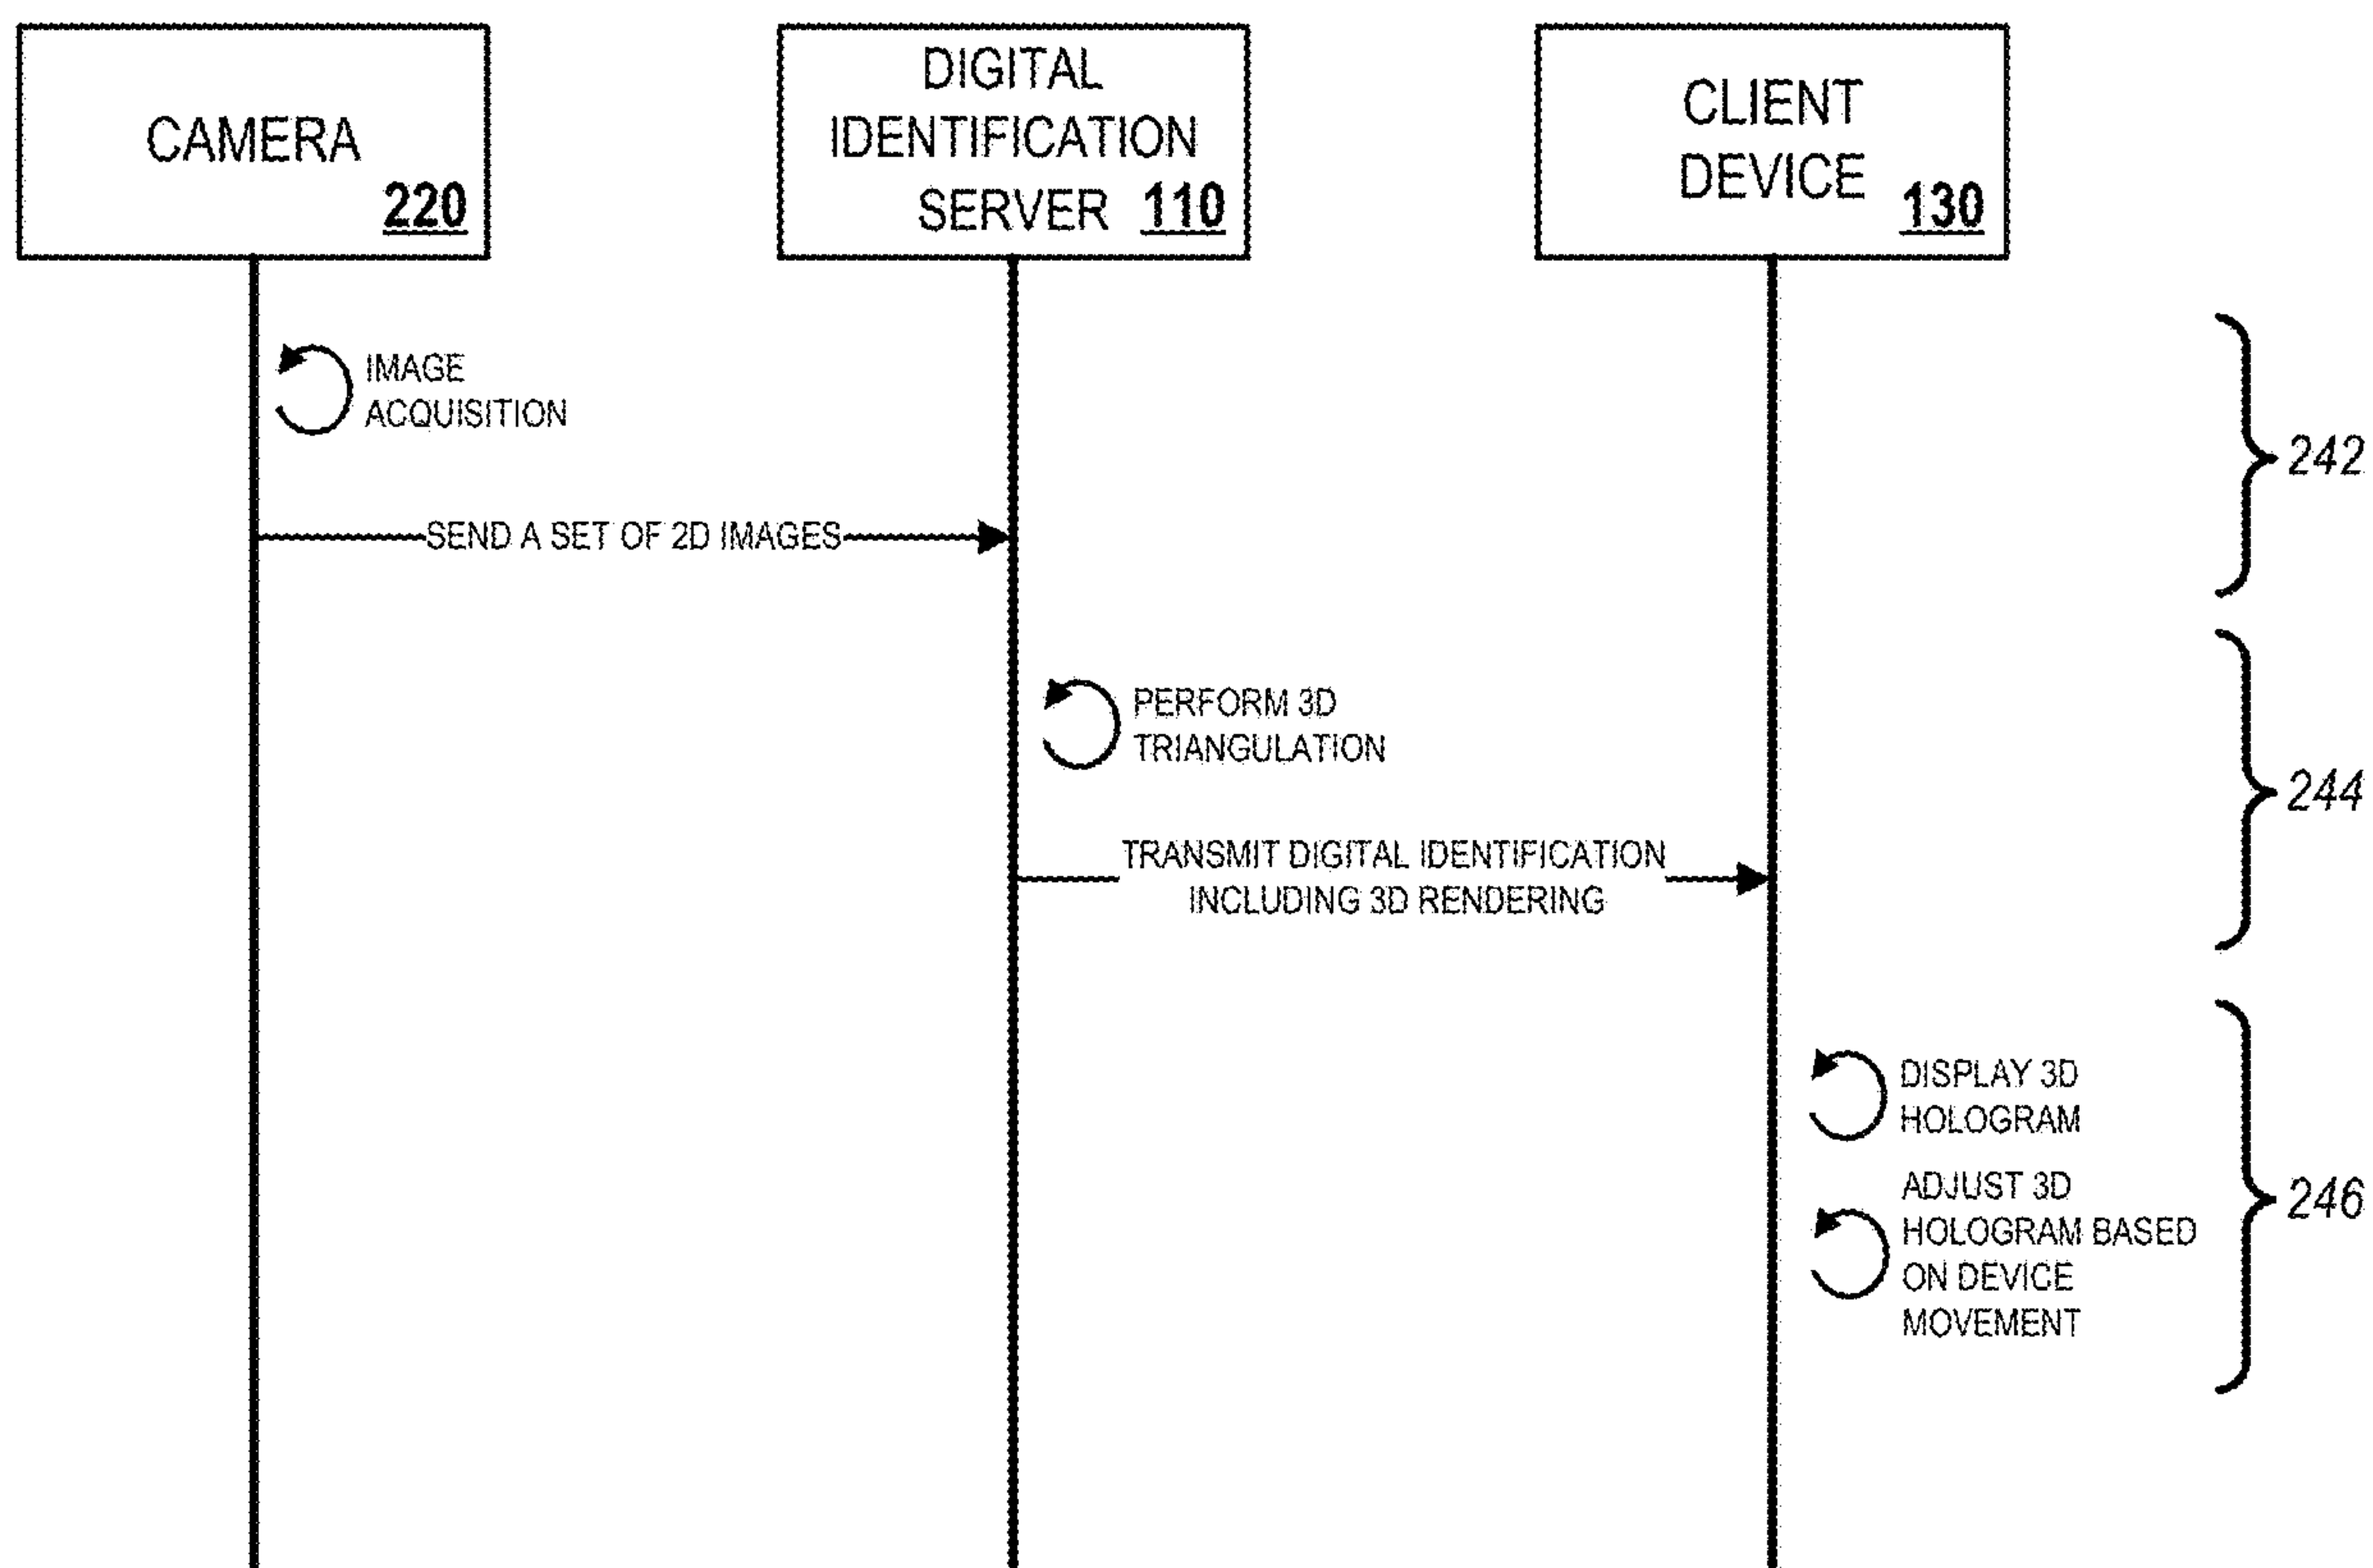 CAMERA
220
DIGITAL
IDENTIFICATION
SERVER 110
CLIENT
DEVICE 130
IMAGE
ACQUISITION
242
SEND A SET OF 2D IMAGES
PERFORM 3D
TRIANGULATION
244
TRANSMIT DIGITAL IDENTIFICATION
INCLUDING 3D RENDERING
DISPLAY 3D
HOLOGRAM
ADJUST 3D
HOLOGRAM BASED
ON DEVICE
MOVEMENT
246